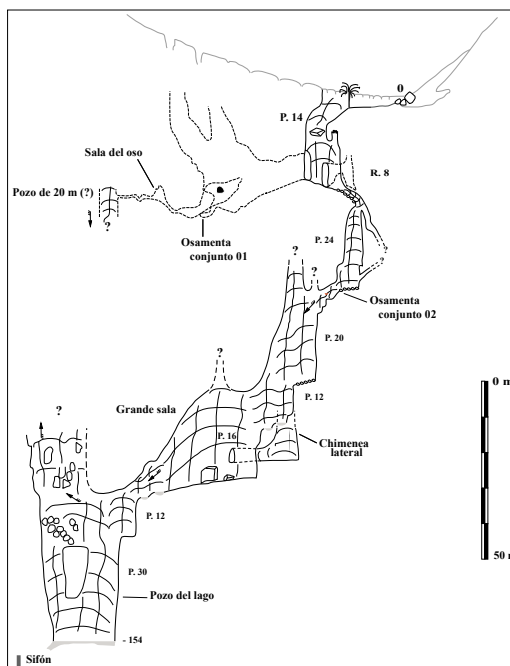 0
P. 14
Sala del oso
R. 8
Pozo de 20 m (?)
?
?
Osamenta
conjunto 01
P. 24
?
?
?
Osamenta
conjunto 02
P. 20
?
0 m
Grande sala
P. 12
P. 16
Chimenea
lateral
?
P. 12
50 m
P. 30
Pozo del lago
- 154
Sifón